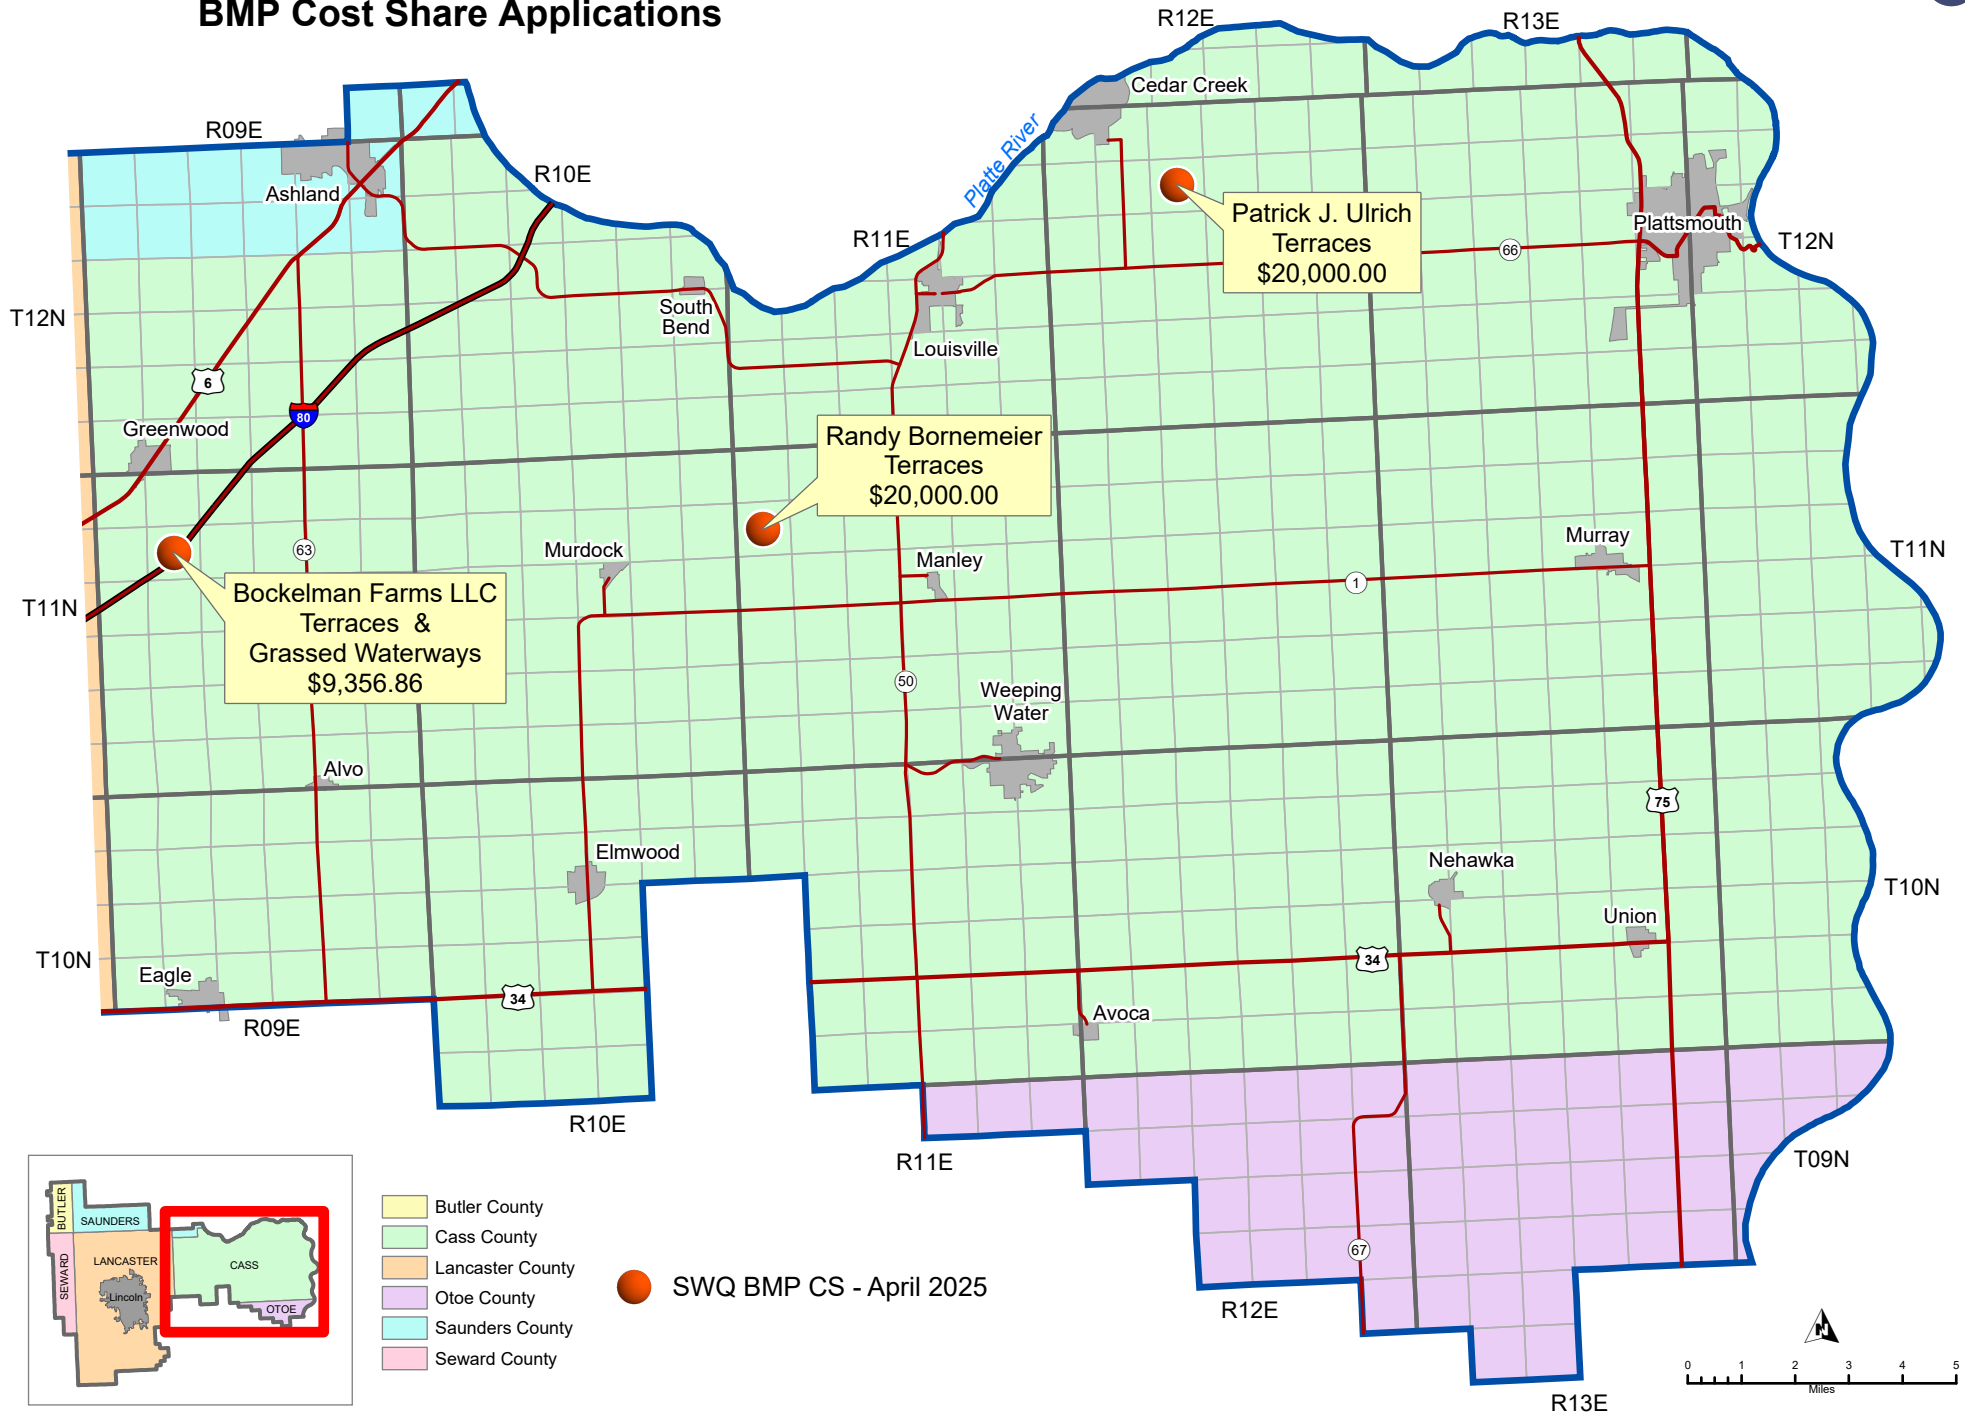 BMP Cost Share Applications
R12E
R13E
Cedar Creek
R09E
Platte River
R10E
Ashland
Patrick J. Ulrich
Terraces
$20,000.00
Plattsmouth
R11E
66
T12N
T12N
South
Bend
Louisville
6
80
Greenwood
Randy Bornemeier
Terraces
$20,000.00
63
Murdock
Manley
Murray
T11N
1
T11N
Bockelman Farms LLC
Terraces  &
Grassed Waterways
$9,356.86
50
Weeping
Water
Alvo
75
Elmwood
Nehawka
T10N
Union
T10N
Eagle
34
34
R09E
Avoca
R10E
R11E
T09N
67
R12E
R13E
BUTLER
SAUNDERS
SEWARD
LANCASTER
Lincoln
CASS
OTOE
Butler County
Cass County
Lancaster County
Otoe County
Saunders County
Seward County
SWQ BMP CS - April 2025
N
0 1 2 3 4 5
Miles